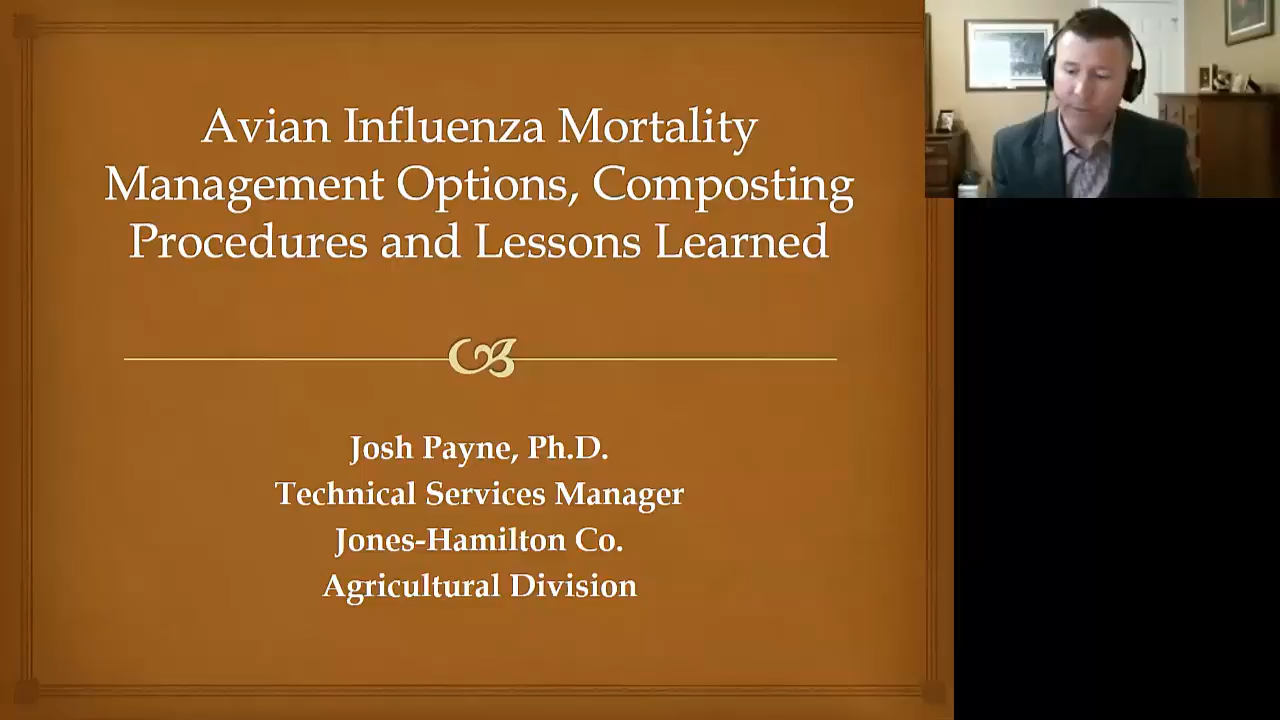 Avian Influenza Mortality
Management Options, Composting
Procedures and Lessons Learned
Josh Payne, Ph.D.
Technical Services Manager
Jones-Hamilton Co.
Agricultural Division